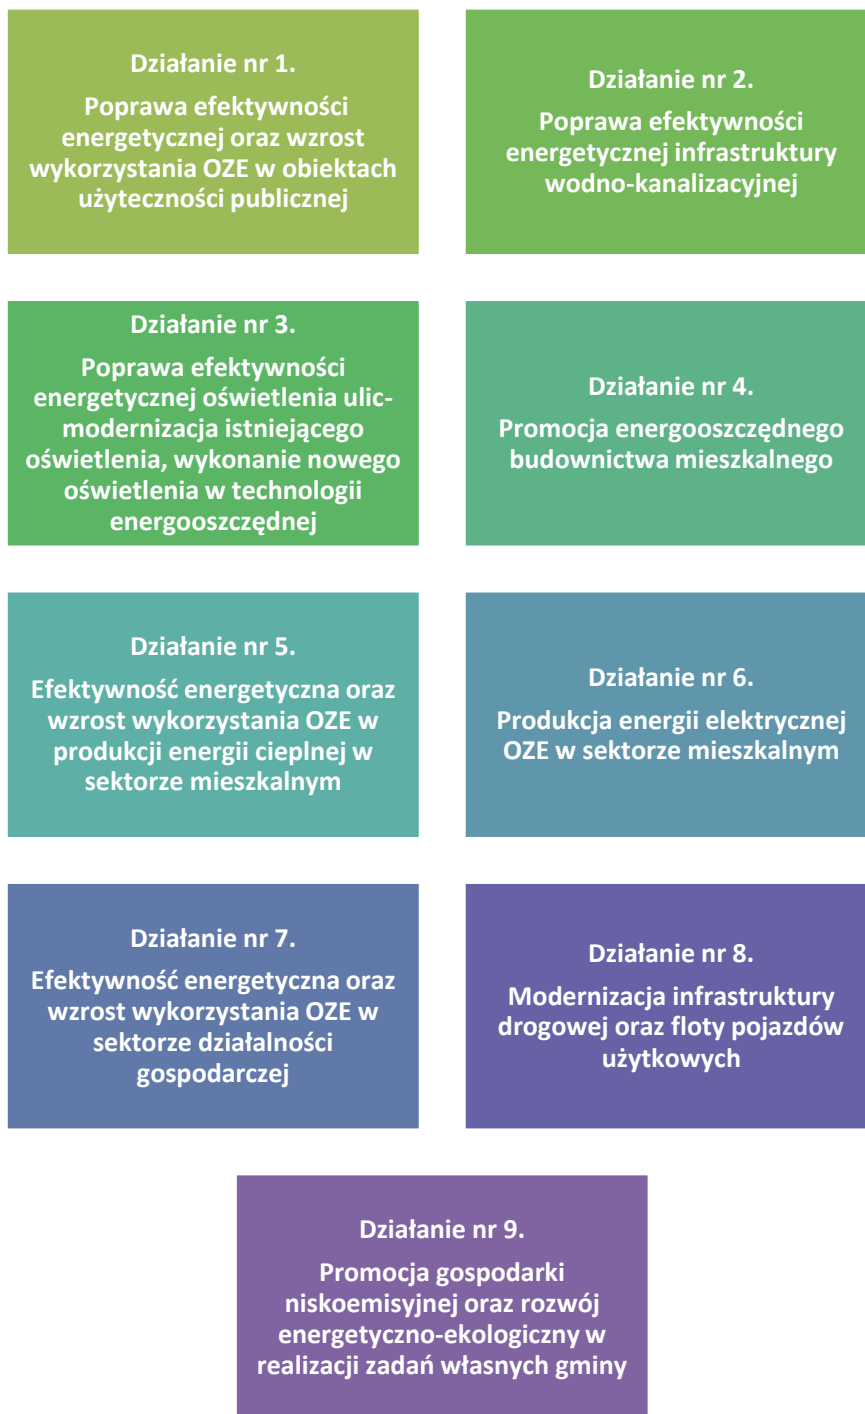 Działanie nr 1.
Poprawa efektywności
energetycznej oraz wzrost
wykorzystania OZE w obiektach
użyteczności publicznej
Działanie nr 2.
Poprawa efektywności
energetycznej infrastruktury
wodno-kanalizacyjnej
Działanie nr 3.
Poprawa efektywności
energetycznej oświetlenia ulic-
modernizacja istniejącego
oświetlenia, wykonanie nowego
oświetlenia w technologii
energooszczędnej
Działanie nr 4.
Promocja energooszczędnego
budownictwa mieszkalnego
Działanie nr 5.
Efektywność energetyczna oraz
wzrost wykorzystania OZE w
produkcji energii cieplnej w
sektorze mieszkalnym
Działanie nr 6.
Produkcja energii elektrycznej
OZE w sektorze mieszkalnym
Działanie nr 7.
Efektywność energetyczna oraz
wzrost wykorzystania OZE w
sektorze działalności
gospodarczej
Działanie nr 8.
Modernizacja infrastruktury
drogowej oraz floty pojazdów
użytkowych
Działanie nr 9.
Promocja gospodarki
niskoemisyjnej oraz rozwój
energetyczno-ekologiczny w
realizacji zadań własnych gminy